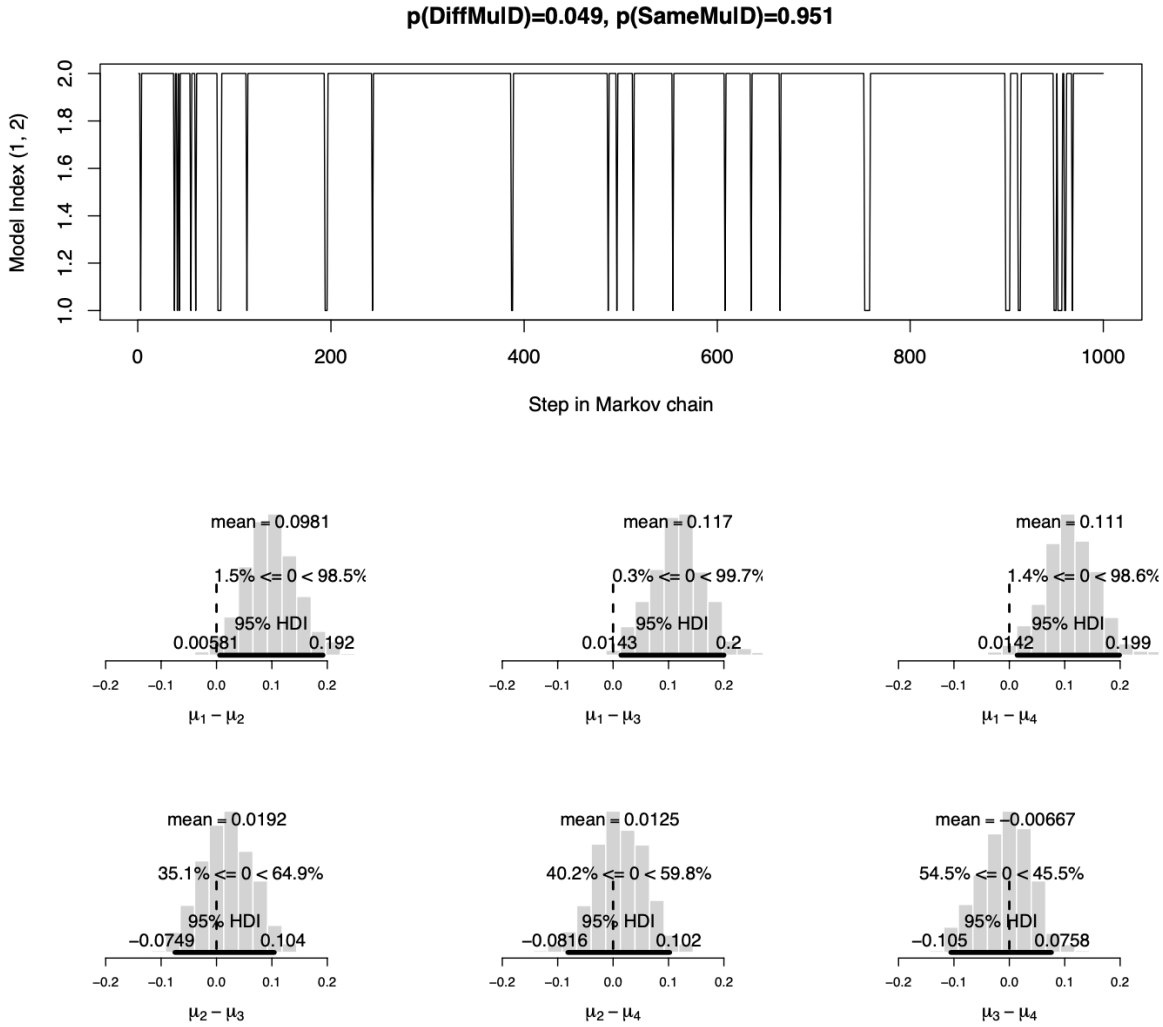 p(DiffMuID)=0.049, p(SameMuID)=0.951
Model Index (1, 2)
2.0
1.8
1.6
1.4
1.2
1.0
0 200 400 600 800 1000
Step in Markov chain
mean = 0.0981 mean = 0.117 mean = 0.111
1.5% <= 0 < 98.5% 0.3% <= 0 < 99.7% 1.4% <= 0 < 98.6%
95% HDI 95% HDI 95% HDI
0.00581 0.192 0.0143 0.2 0.0142 0.199
−0.2 −0.1 0.0 0.1 0.2 −0.2 −0.1 0.0 0.1 0.2 −0.2 −0.1 0.0 0.1 0.2
μ₁ − μ₂ μ₁ − μ₃ μ₁ − μ₄
mean = 0.0192 mean = 0.0125 mean = −0.00667
35.1% <= 0 < 64.9% 40.2% <= 0 < 59.8% 54.5% <= 0 < 45.5%
95% HDI 95% HDI 95% HDI
−0.0749 0.104 −0.0816 0.102 −0.105 0.0758
−0.2 −0.1 0.0 0.1 0.2 −0.2 −0.1 0.0 0.1 0.2 −0.2 −0.1 0.0 0.1 0.2
μ₂ − μ₃ μ₂ − μ₄ μ₃ − μ₄